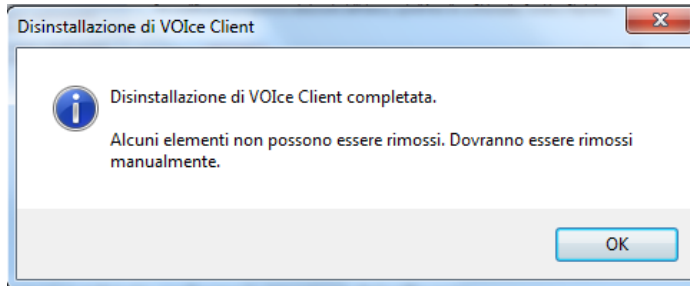 Disinstallazione di VOIce Client
Disinstallazione di VOIce Client completata.
Alcuni elementi non possono essere rimossi. Dovranno essere rimossi
manualmente.
OK